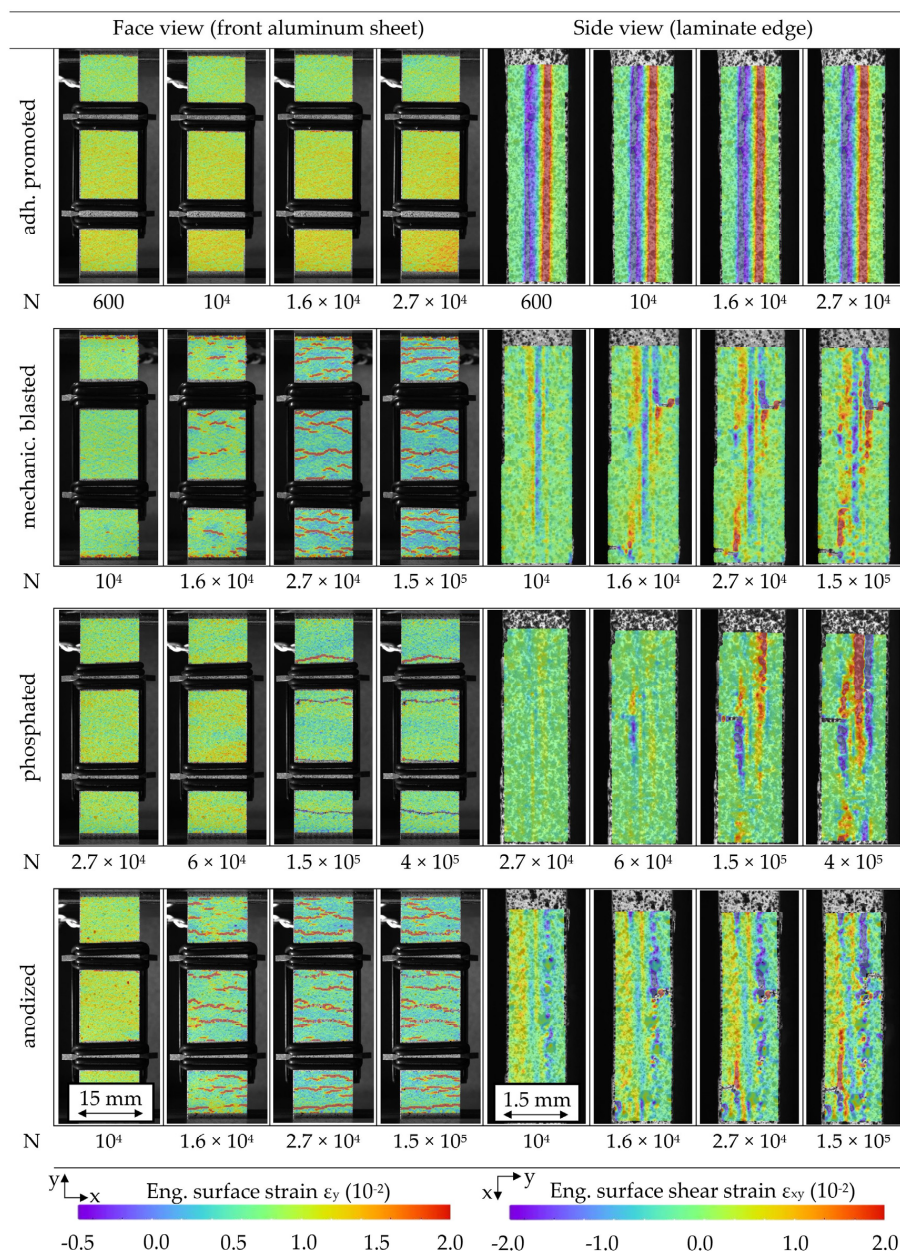 Face view (front aluminum sheet) Side view (laminate edge)
adh. promoted
N 600 10⁴ 1.6 × 10⁴ 2.7 × 10⁴ 600 10⁴ 1.6 × 10⁴ 2.7 × 10⁴
mechanic. blasted
N 10⁴ 1.6 × 10⁴ 2.7 × 10⁴ 1.5 × 10⁵ 10⁴ 1.6 × 10⁴ 2.7 × 10⁴ 1.5 × 10⁵
phosphated
N 2.7 × 10⁴ 6 × 10⁴ 1.5 × 10⁵ 4 × 10⁵ 2.7 × 10⁴ 6 × 10⁴ 1.5 × 10⁵ 4 × 10⁵
anodized
15 mm 1.5 mm
N 10⁴ 1.6 × 10⁴ 2.7 × 10⁴ 1.5 × 10⁵ 10⁴ 1.6 × 10⁴ 2.7 × 10⁴ 1.5 × 10⁵
y x Eng. surface strain εy (10⁻²) x y Eng. surface shear strain εxy (10⁻²)
-0.5 0.0 0.5 1.0 1.5 2.0 -2.0 -1.0 0.0 1.0 2.0